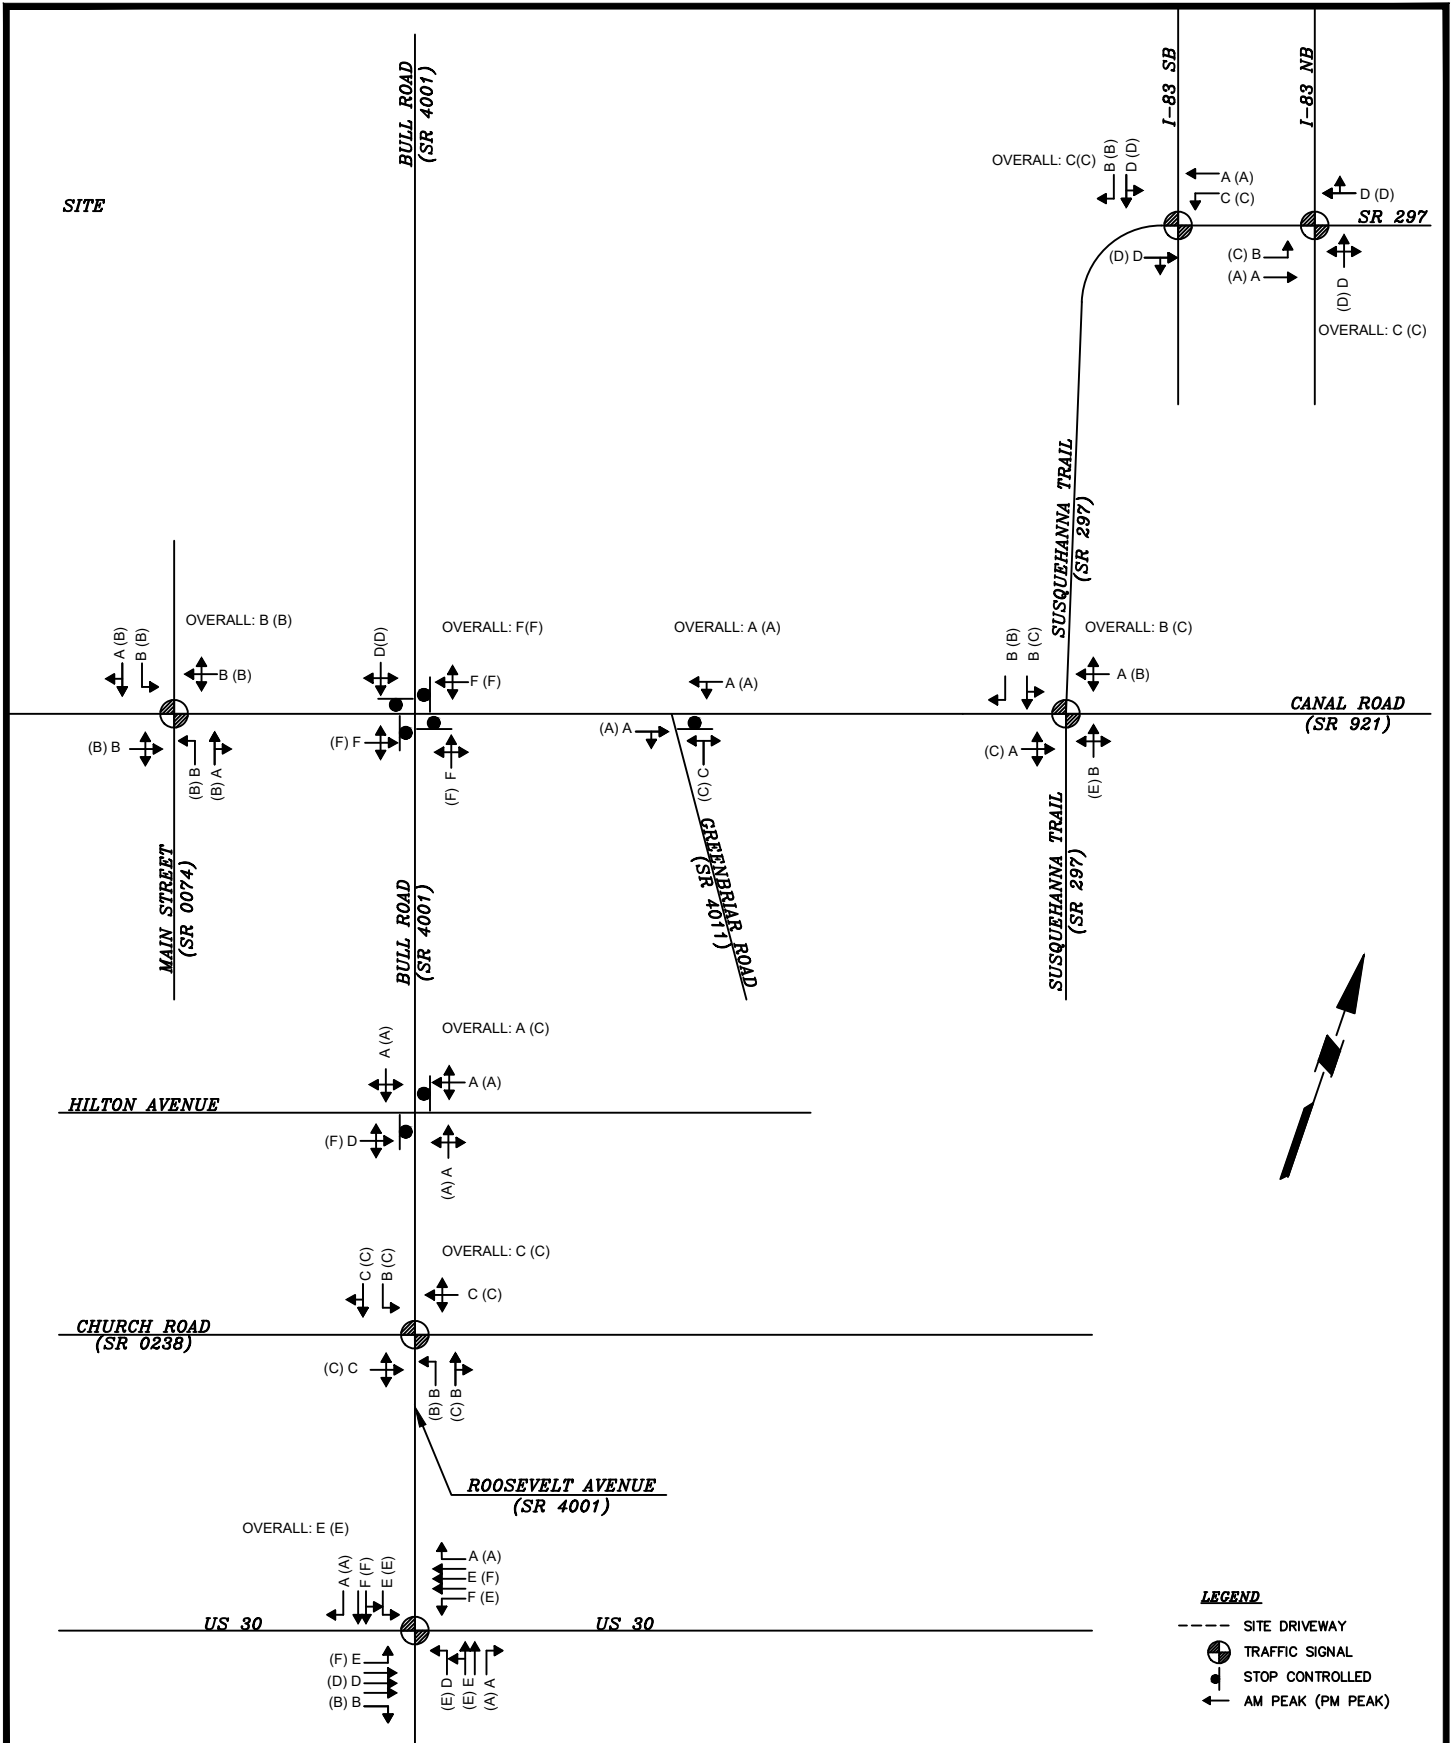 BULL ROAD
(SR 4001)
I-83 SB
I-83 NB
OVERALL: C(C)
B (B)
D (D)
A (A)
C (C)
D (D)
SITE
SR 297
(D) D
(C) B
(A) A
(D) D
OVERALL: C (C)
SUSQUEHANNA TRAIL
(SR 297)
OVERALL: B (B)
A (B)
B (B)
B (B)
(B) B
(B) B
(B) A
OVERALL: F(F)
D(D)
F (F)
(F) F
(F) F
OVERALL: A (A)
A (A)
(A) A
(C) C
OVERALL: B (C)
B (B)
B (C)
A (B)
(C) A
(E) B
CANAL ROAD
(SR 921)
MAIN STREET
(SR 0074)
BULL ROAD
(SR 4001)
GREENBRIAR ROAD
(SR 4011)
SUSQUEHANNA TRAIL
(SR 297)
OVERALL: A (C)
A (A)
A (A)
HILTON AVENUE
(F) D
(A) A
OVERALL: C (C)
C (C)
B (C)
C (C)
CHURCH ROAD
(SR 0238)
(C) C
(B) B
(C) B
ROOSEVELT AVENUE
(SR 4001)
OVERALL: E (E)
A (A)
F (F)
E (E)
A (A)
E (F)
F (E)
US 30
US 30
(F) E
(D) D
(B) B
(E) D
(E) E
(A) A
LEGEND
SITE DRIVEWAY
TRAFFIC SIGNAL
STOP CONTROLLED
AM PEAK (PM PEAK)